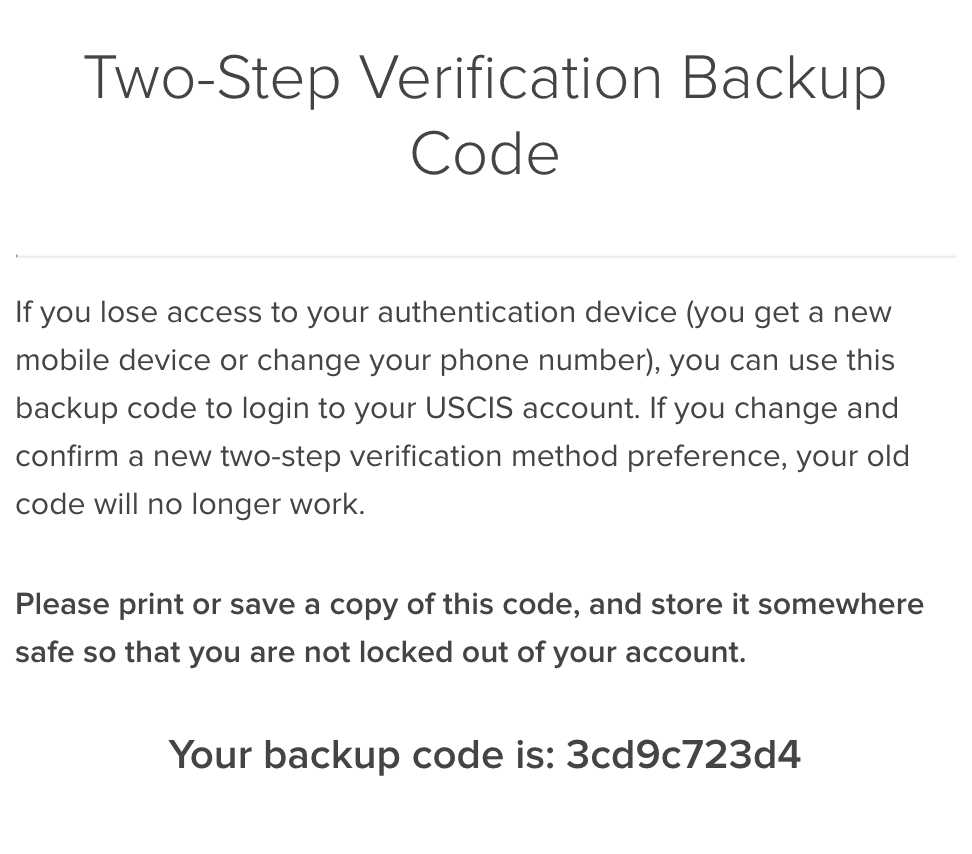 Two-Step Verification Backup
Code
If you lose access to your authentication device (you get a new
mobile device or change your phone number), you can use this
backup code to login to your USCIS account. If you change and
confirm a new two-step verification method preference, your old
code will no longer work.
Please print or save a copy of this code, and store it somewhere
safe so that you are not locked out of your account.
Your backup code is: 3cd9c723d4